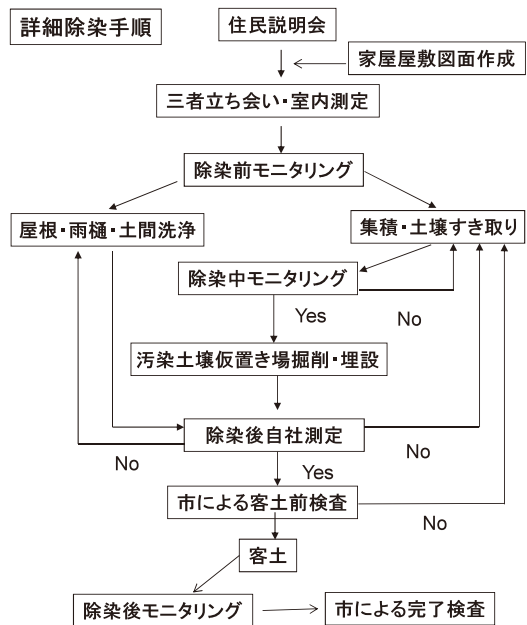 詳細除染手順
住民説明会
家屋屋敷図面作成
三者立ち会い・室内測定
除染前モニタリング
屋根・雨樋・土間洗浄
集積・土壌すき取り
除染中モニタリング
Yes
No
汚染土壌仮置き場掘削・埋設
除染後自社測定
No
No
Yes
市による客土前検査
No
客土
除染後モニタリング
市による完了検査